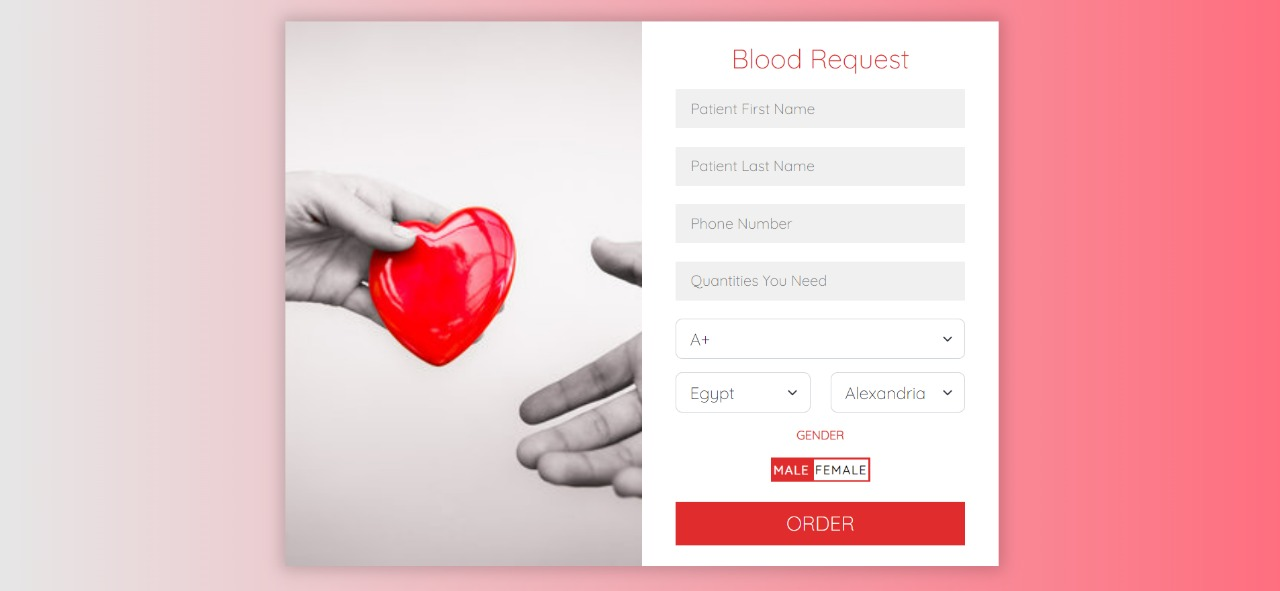 Blood Request
Patient First Name
Patient Last Name
Phone Number
Quantities You Need
A+
Egypt
Alexandria
GENDER
MALE FEMALE
ORDER